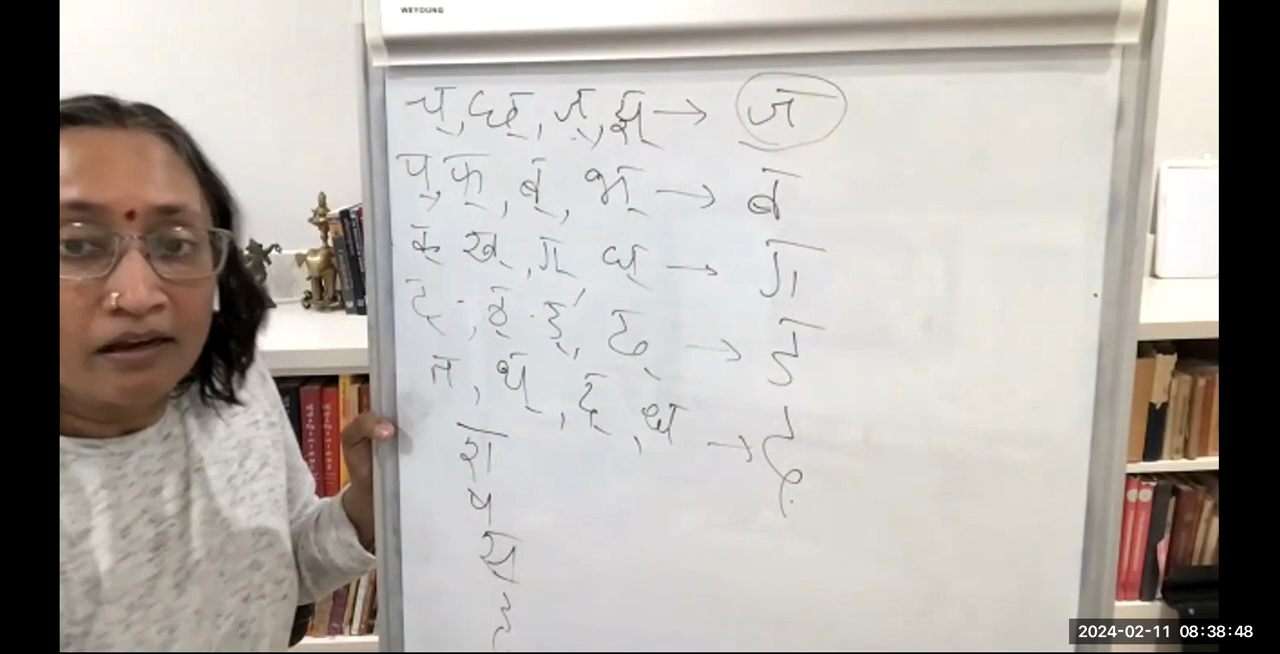 WEYOUNG
च्, छ्, ज्, झ् → ज
प्, फ्, ब्, भ् → ब
क् ख्, ग्, घ् → ग
ट्, ठ्, ड्, ढ् → ड
त, थ्, द्, ध → द्
श
ष
स
ह
2024-02-11 08:38:48